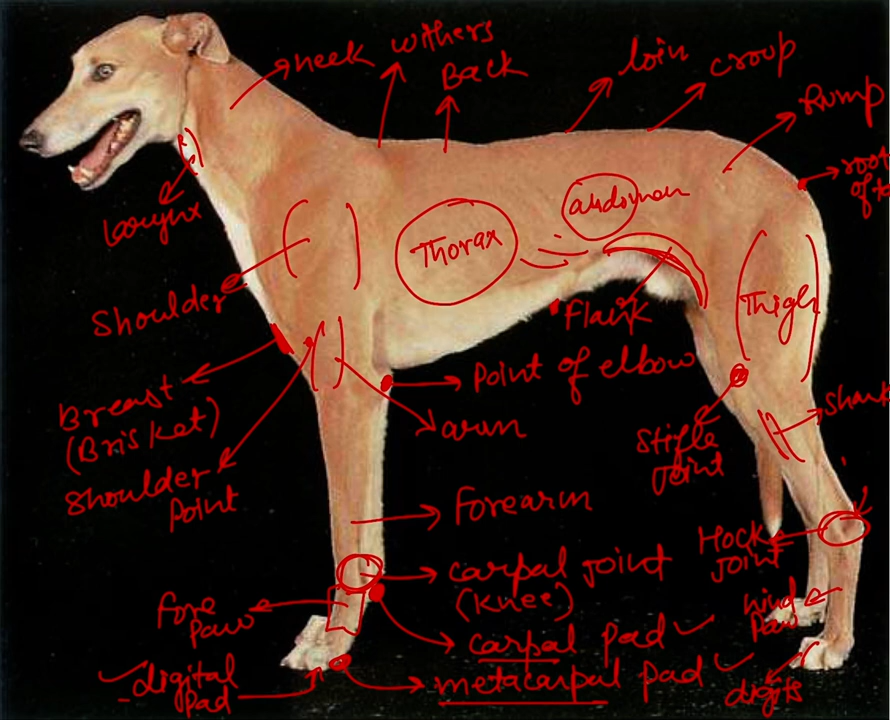 neck
withers
Back
loin
croup
Rump
root
of
larynx
Thorax
abdomen
Shoulder
Flank
Thigh
Breast
(Brisket)
Point of elbow
Shank
arm
Stifle
Joint
Shoulder
Point
Forearm
Hock
Joint
carpal joint
(knee)
Fore
Paw
hind
Paw
carpal pad
digital
Pad
metacarpal pad
digits